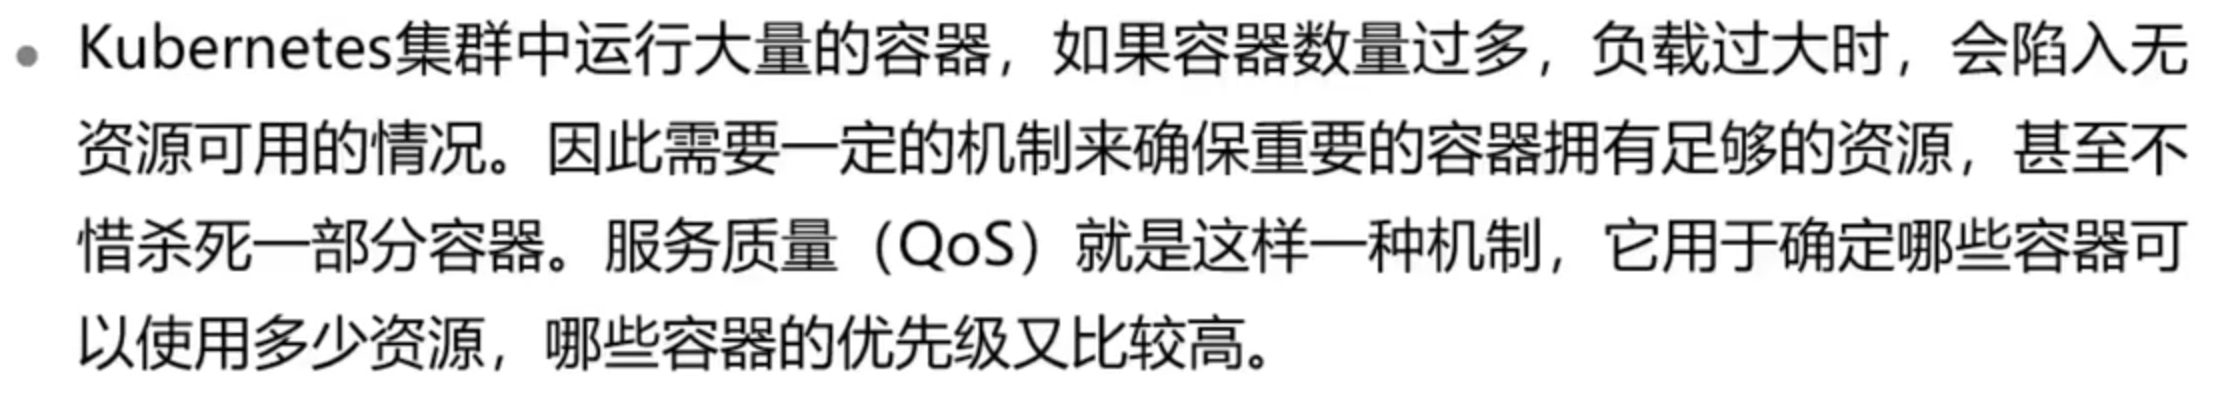 • Kubernetes集群中运行大量的容器，如果容器数量过多，负载过大时，会陷入无
资源可用的情况。因此需要一定的机制来确保重要的容器拥有足够的资源，甚至不
惜杀死一部分容器。服务质量（QoS）就是这样一种机制，它用于确定哪些容器可
以使用多少资源，哪些容器的优先级又比较高。